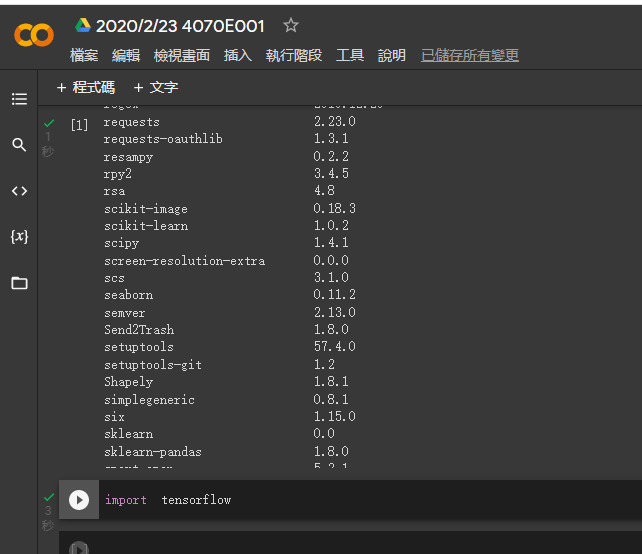 2020/2/23 4070E001
檔案 編輯 檢視畫面 插入 執行階段 工具 說明 已儲存所有變更
+ 程式碼 + 文字
[1]
1
秒
requests 2.23.0
requests-oauthlib 1.3.1
resampy 0.2.2
rpy2 3.4.5
rsa 4.8
scikit-image 0.18.3
scikit-learn 1.0.2
scipy 1.4.1
screen-resolution-extra 0.0.0
scs 3.1.0
seaborn 0.11.2
semver 2.13.0
Send2Trash 1.8.0
setuptools 57.4.0
setuptools-git 1.2
Shapely 1.8.1
simplegeneric 0.8.1
six 1.15.0
sklearn 0.0
sklearn-pandas 1.8.0
import tensorflow
3
秒